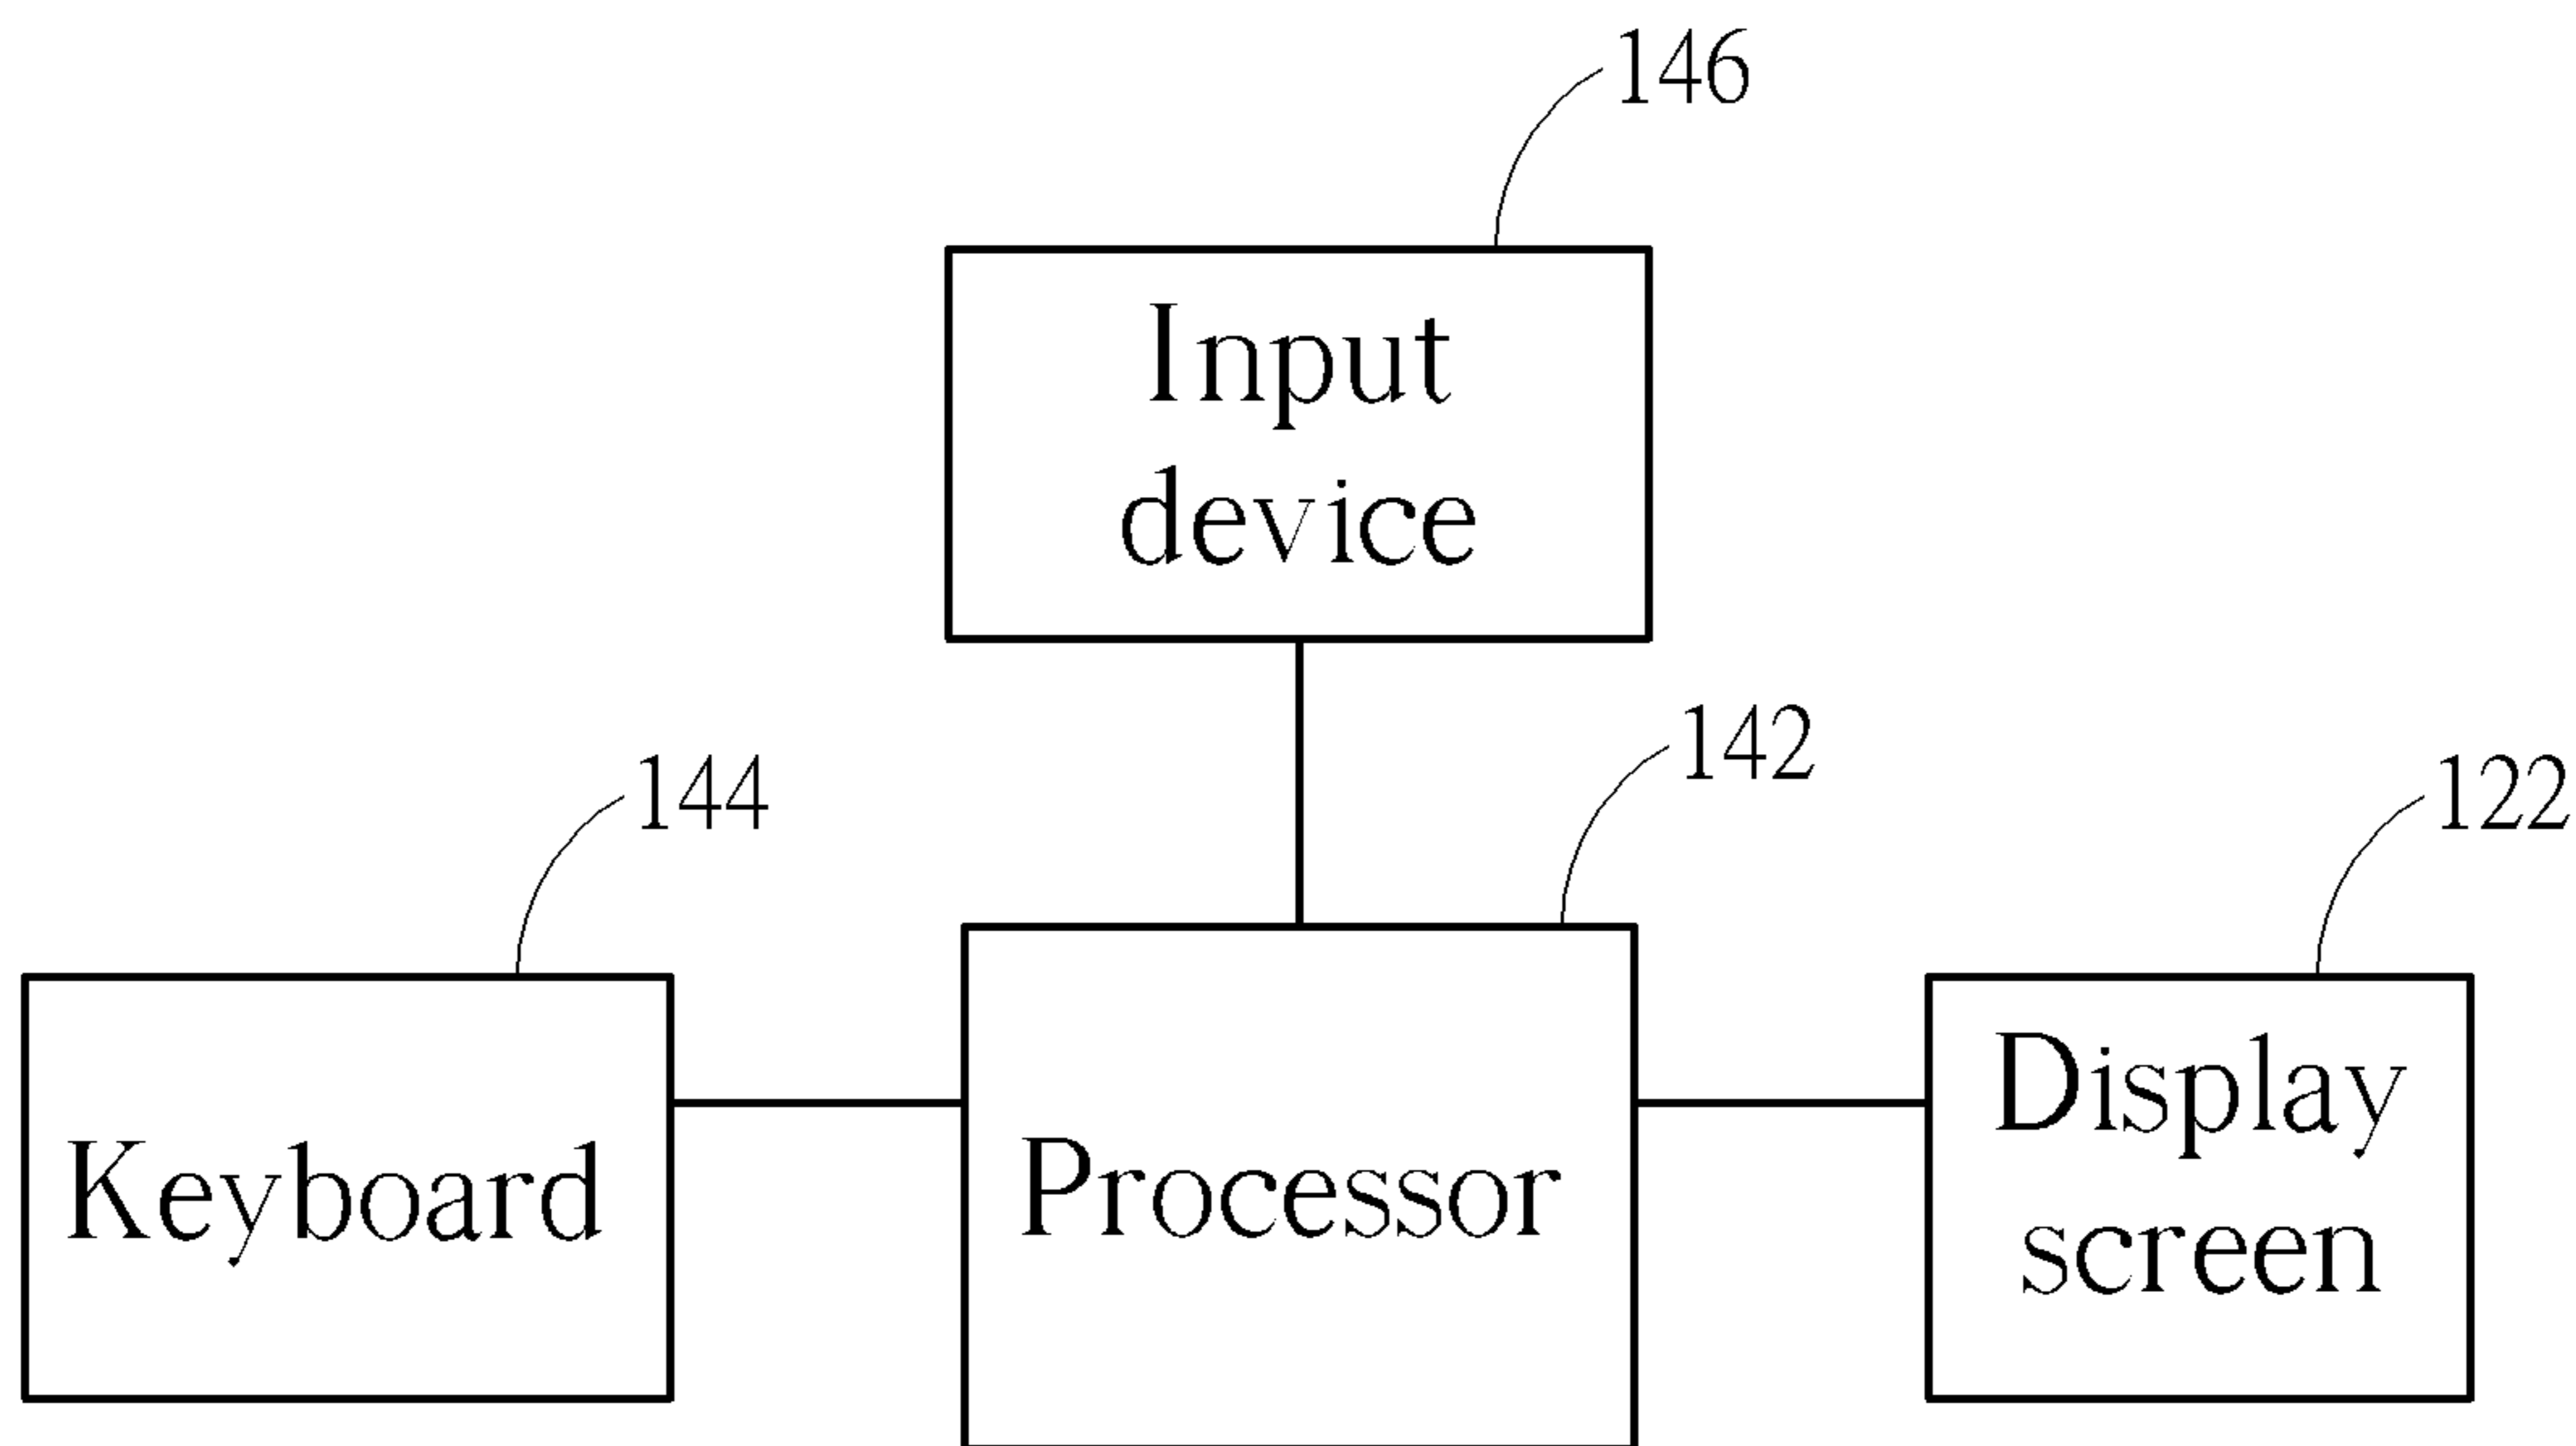 146
Input
device
142
144
122
Keyboard
Processor
Display
screen